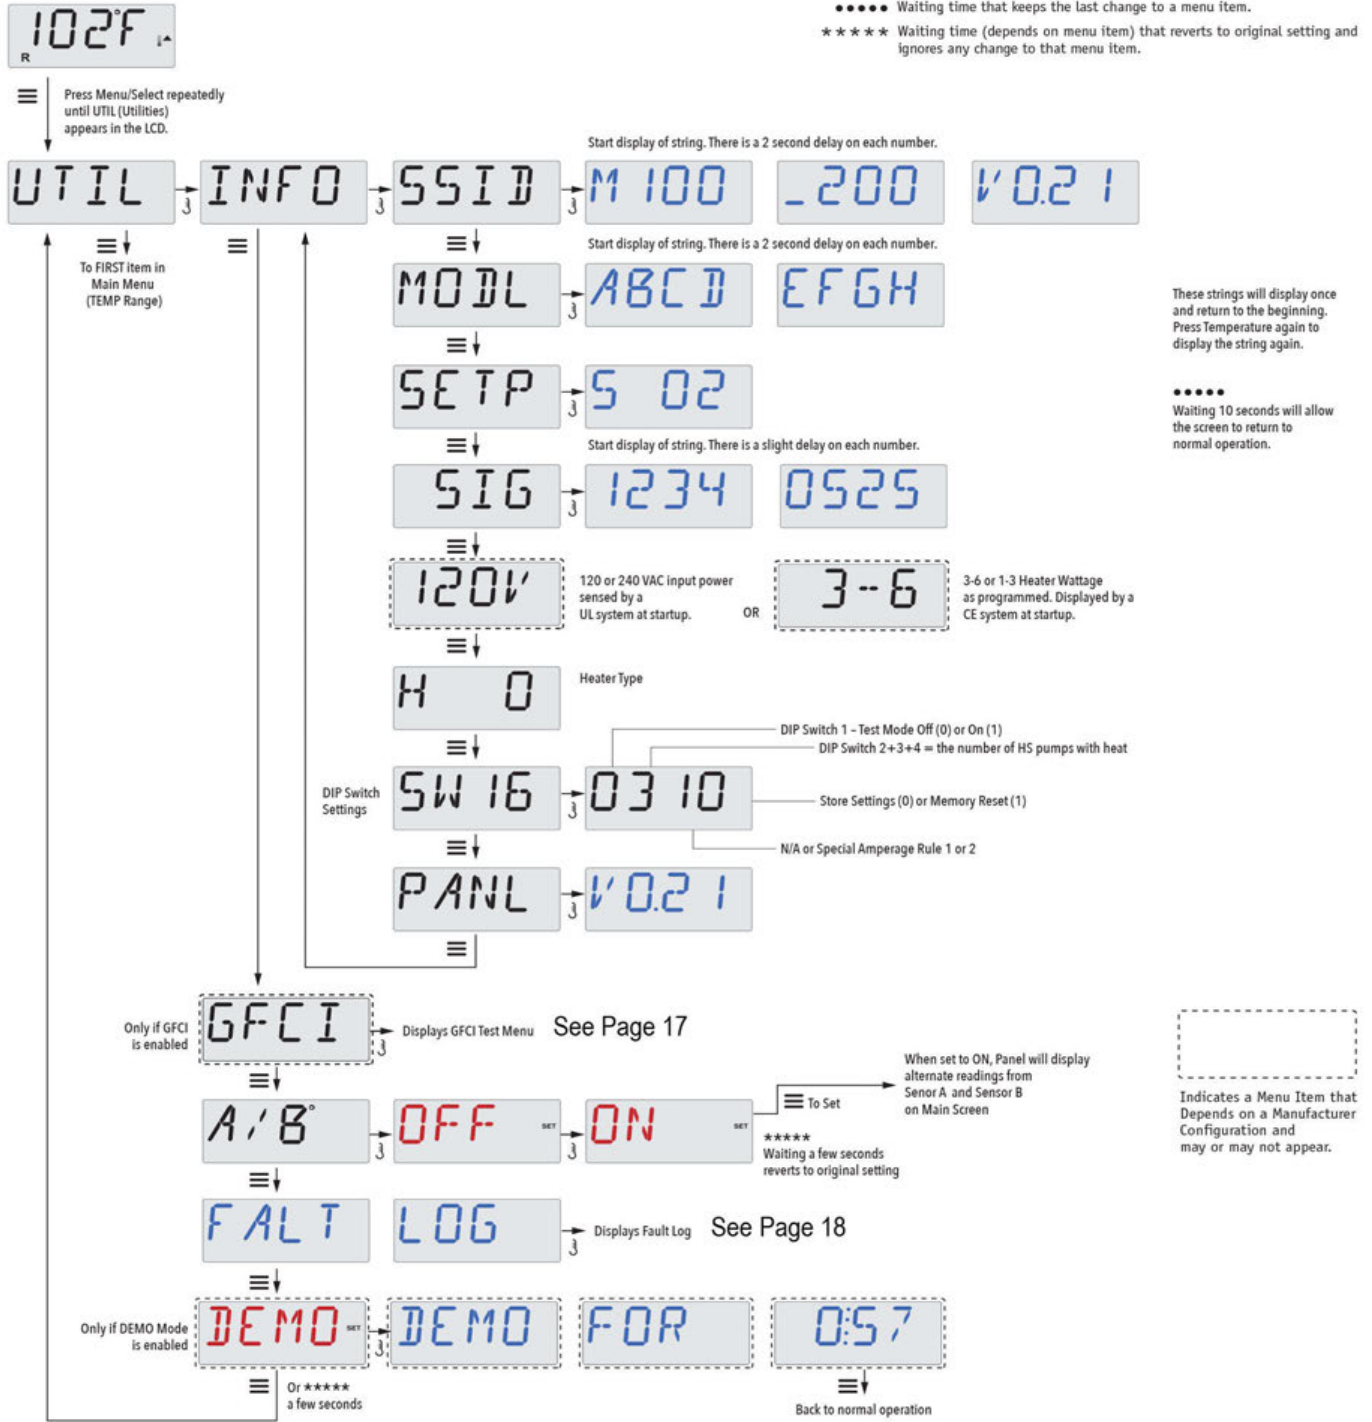 ••••• Waiting time that keeps the last change to a menu item.
***** Waiting time (depends on menu item) that reverts to original setting and
ignores any change to that menu item.
102°F
R
Press Menu/Select repeatedly
until UTIL (Utilities)
appears in the LCD.
Start display of string. There is a 2 second delay on each number.
UTIL INFO SSID M100 _200 V0.21
To FIRST item in
Main Menu
(TEMP Range)
Start display of string. There is a 2 second delay on each number.
MODL ABCD EFGH
These strings will display once
and return to the beginning.
Press Temperature again to
display the string again.
•••••
Waiting 10 seconds will allow
the screen to return to
normal operation.
SETP S 02
Start display of string. There is a slight delay on each number.
SIG 1234 0525
120V
120 or 240 VAC input power
sensed by a
UL system at startup.
OR
3-6
3-6 or 1-3 Heater Wattage
as programmed. Displayed by a
CE system at startup.
H 0
Heater Type
DIP Switch 1 – Test Mode Off (0) or On (1)
DIP Switch 2+3+4 = the number of HS pumps with heat
DIP Switch
Settings
SW16 0310
Store Settings (0) or Memory Reset (1)
N/A or Special Amperage Rule 1 or 2
PANL V0.21
Only if GFCI
is enabled
GFCI
Displays GFCI Test Menu See Page 17
A/B° OFF SET ON SET
To Set
When set to ON, Panel will display
alternate readings from
Senor A and Sensor B
on Main Screen
*****
Waiting a few seconds
reverts to original setting
Indicates a Menu Item that
Depends on a Manufacturer
Configuration and
may or may not appear.
FALT LOG
Displays Fault Log See Page 18
Only if DEMO Mode
is enabled
DEMO SET DEMO FOR 0:57
Or *****
a few seconds
Back to normal operation